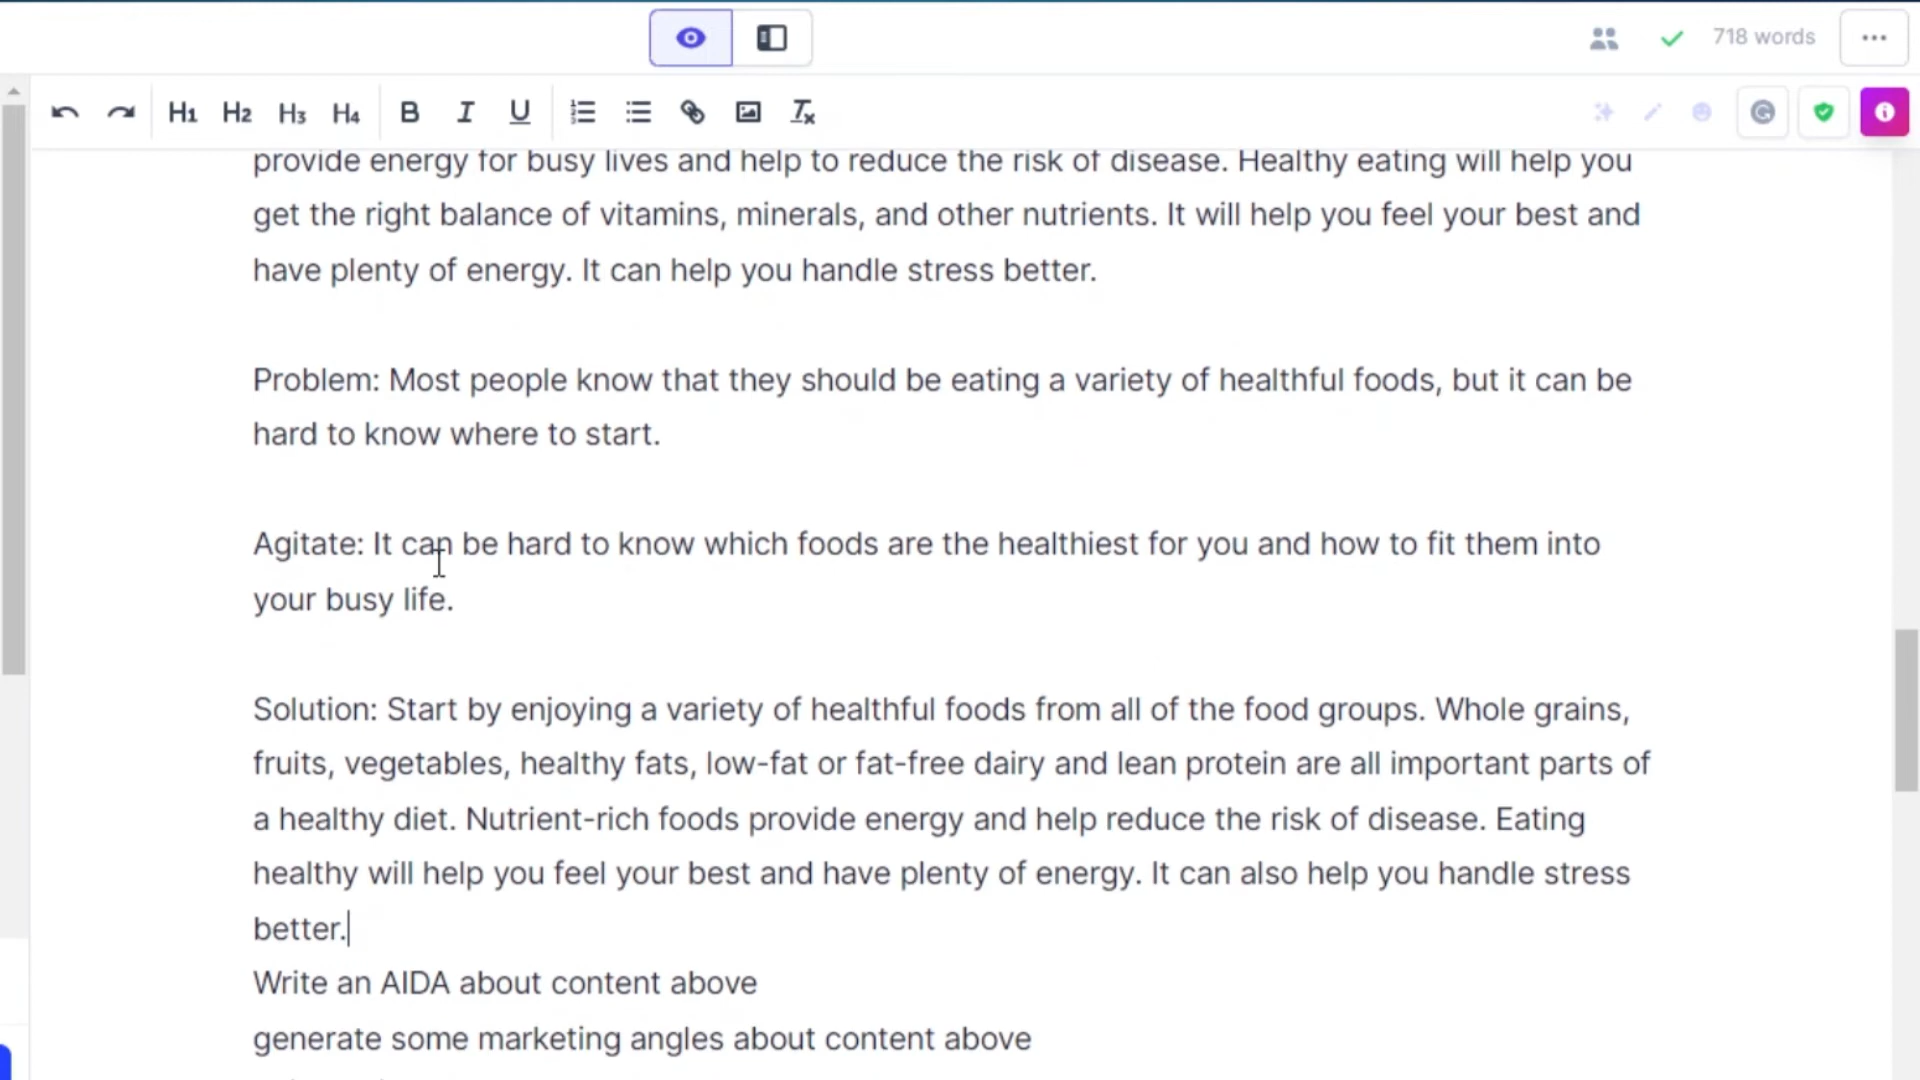 718 words
H1 H2 H3 H4 B I U
provide energy for busy lives and help to reduce the risk of disease. Healthy eating will help you
get the right balance of vitamins, minerals, and other nutrients. It will help you feel your best and
have plenty of energy. It can help you handle stress better.
Problem: Most people know that they should be eating a variety of healthful foods, but it can be
hard to know where to start.
Agitate: It can be hard to know which foods are the healthiest for you and how to fit them into
your busy life.
Solution: Start by enjoying a variety of healthful foods from all of the food groups. Whole grains,
fruits, vegetables, healthy fats, low-fat or fat-free dairy and lean protein are all important parts of
a healthy diet. Nutrient-rich foods provide energy and help reduce the risk of disease. Eating
healthy will help you feel your best and have plenty of energy. It can also help you handle stress
better.
Write an AIDA about content above
generate some marketing angles about content above